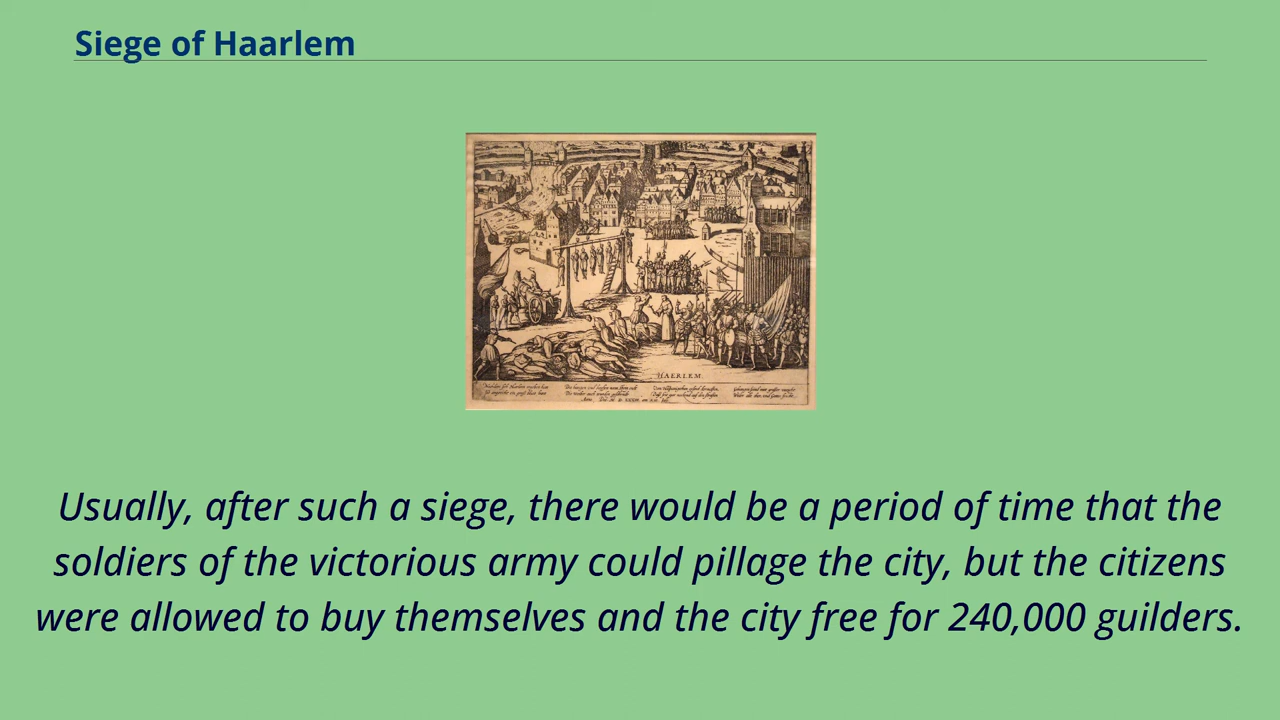 Siege of Haarlem
HAERLEM
Usually, after such a siege, there would be a period of time that the
soldiers of the victorious army could pillage the city, but the citizens
were allowed to buy themselves and the city free for 240,000 guilders.